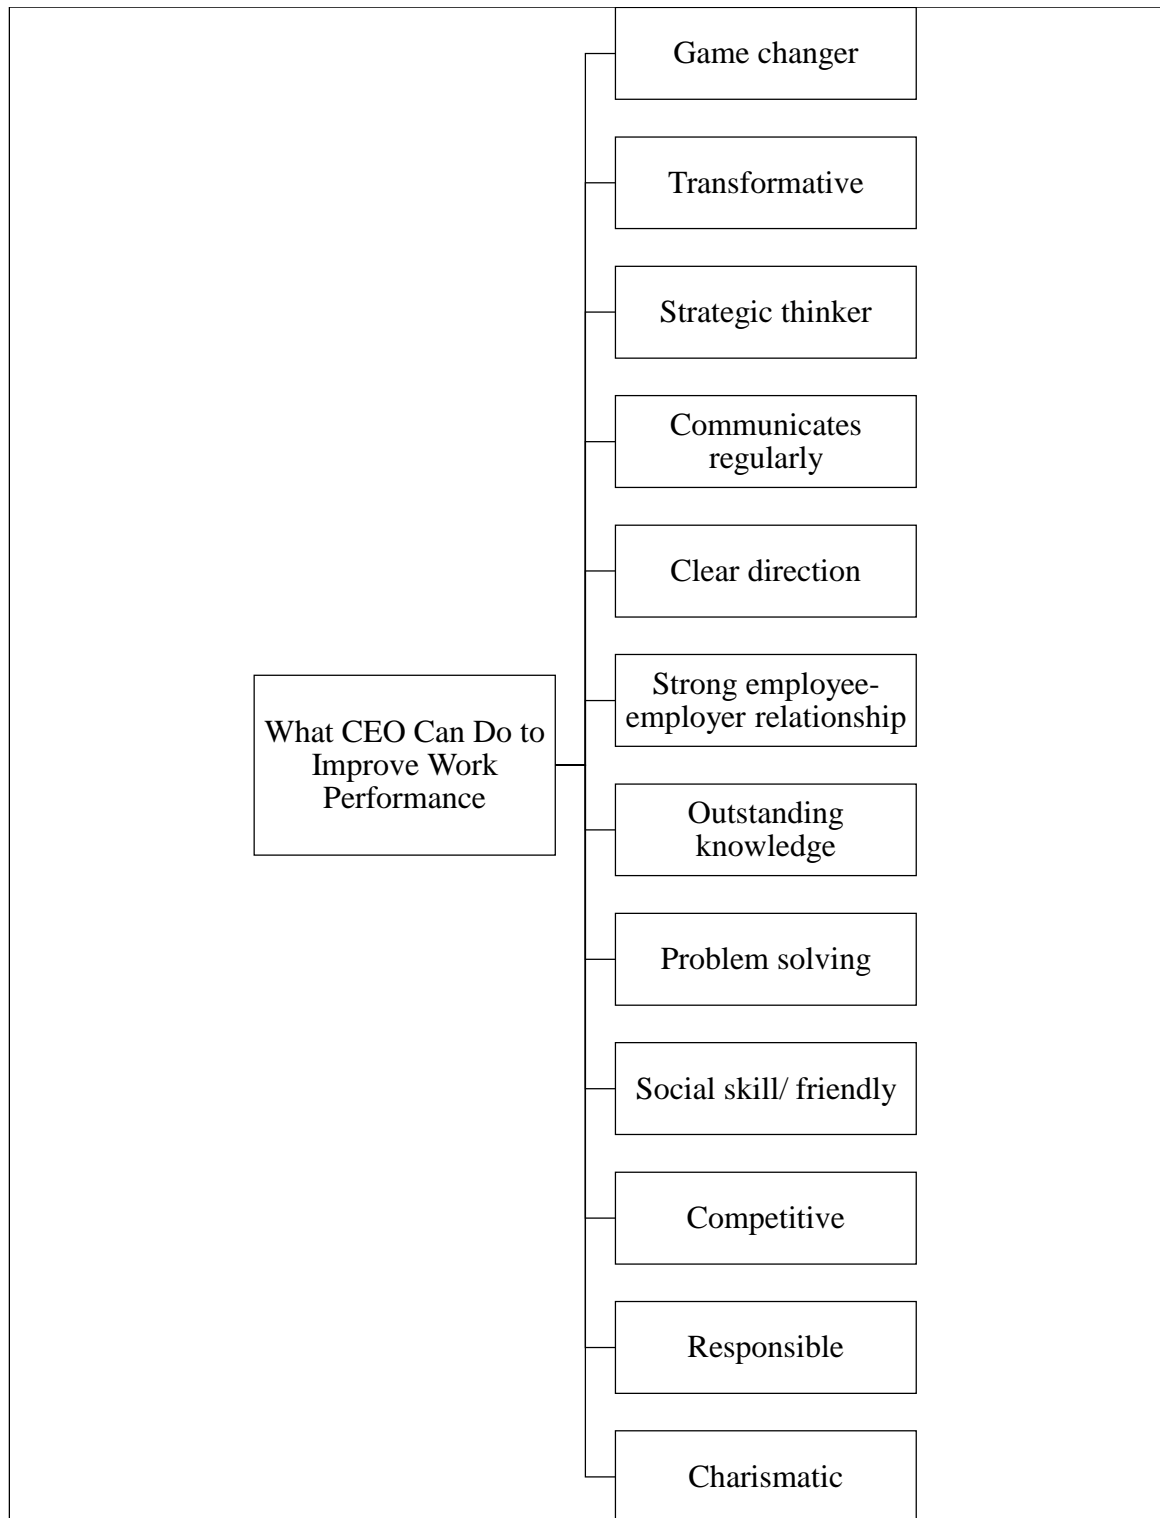 Game changer
Transformative
Strategic thinker
Communicates
regularly
Clear direction
Strong employee-
employer relationship
What CEO Can Do to
Improve Work
Performance
Outstanding
knowledge
Problem solving
Social skill/ friendly
Competitive
Responsible
Charismatic